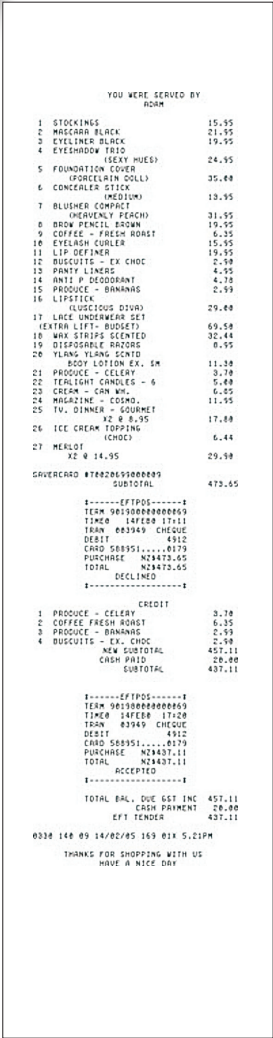 YOU WERE SERVED BY
ADAM
1 STOCKINGS 15.95
2 MASCARA BLACK 21.95
3 EYELINER BLACK 19.95
4 EYESHADOW TRIO
(SEXY HUES) 24.95
5 FOUNDATION COVER
(PORCELAIN DOLL) 35.00
6 CONCEALER STICK
(MEDIUM) 13.95
7 BLUSHER COMPACT
(HEAVENLY PEACH) 31.95
8 BROW PENCIL BROWN 19.95
9 COFFEE - FRESH ROAST 6.35
10 EYELASH CURLER 15.95
11 LIP DEFINER 19.95
12 BUSCUITS - EX CHOC 2.90
13 PANTY LINERS 4.95
14 ANTI P DEODORANT 4.78
15 PRODUCE - BANANAS 2.99
16 LIPSTICK
(LUSCIOUS DIVA) 29.00
17 LACE UNDERWEAR SET
(EXTRA LIFT- BUDGET) 69.50
18 WAX STRIPS SCENTED 32.44
19 DISPOSABLE RAZORS 8.95
20 YLANG YLANG SCNTD
BODY LOTION EX. SM 11.30
21 PRODUCE - CELERY 3.70
22 TEALIGHT CANDLES - 6 5.00
23 CREAM - CAN WH. 6.05
24 MAGAZINE - COSMO. 11.95
25 TV. DINNER - GOURMET
X2 @ 8.95 17.80
26 ICE CREAM TOPPING
(CHOC) 6.44
27 MERLOT
X2 @ 14.95 29.90
SAVERCARD #70020699000009
SUBTOTAL 473.65
‡------EFTPOS------‡
TERM 901900000000069
TIME@ 14FEB0 17:11
TRAN 003949 CHEQUE
DEBIT 4912
CARD 588951.....0179
PURCHASE NZ$473.65
TOTAL NZ$473.65
DECLINED
‡------------------‡
CREDIT
1 PRODUCE - CELERY 3.70
2 COFFEE FRESH ROAST 6.35
3 PRODUCE - BANANAS 2.99
4 BUSCUITS - EX. CHOC 2.90
NEW SUBTOTAL 457.11
CASH PAID 20.00
SUBTOTAL 437.11
‡------EFTPOS------‡
TERM 901900000000069
TIME@ 14FEB0 17:20
TRAN 03949 CHEQUE
DEBIT 4912
CARD 588951.....0179
PURCHASE NZ$437.11
TOTAL NZ$437.11
ACCEPTED
‡------------------‡
TOTAL BAL. DUE GST INC 457.11
CASH PAYMENT 20.00
EFT TENDER 437.11
0330 140 09 14/02/05 169 01X 5.21PM
THANKS FOR SHOPPING WITH US
HAVE A NICE DAY